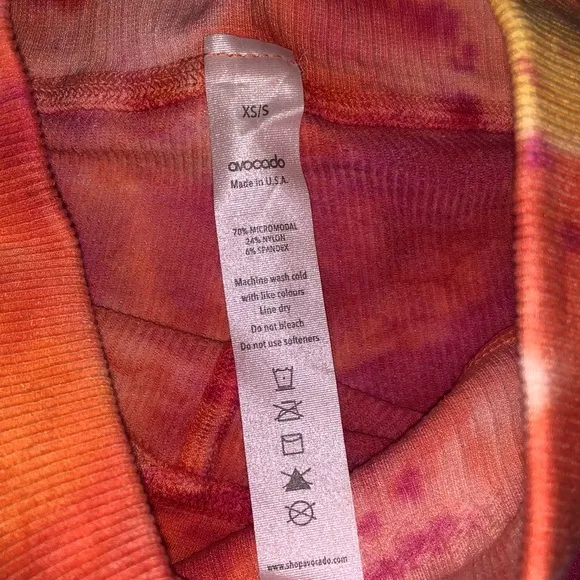 XS/S
avocado
Made in U.S.A.
70% MICROMODAL
24% NYLON
6% SPANDEX
Machine wash cold
with like colours
Line dry
Do not bleach
Do not use softeners
www.shopavocado.com